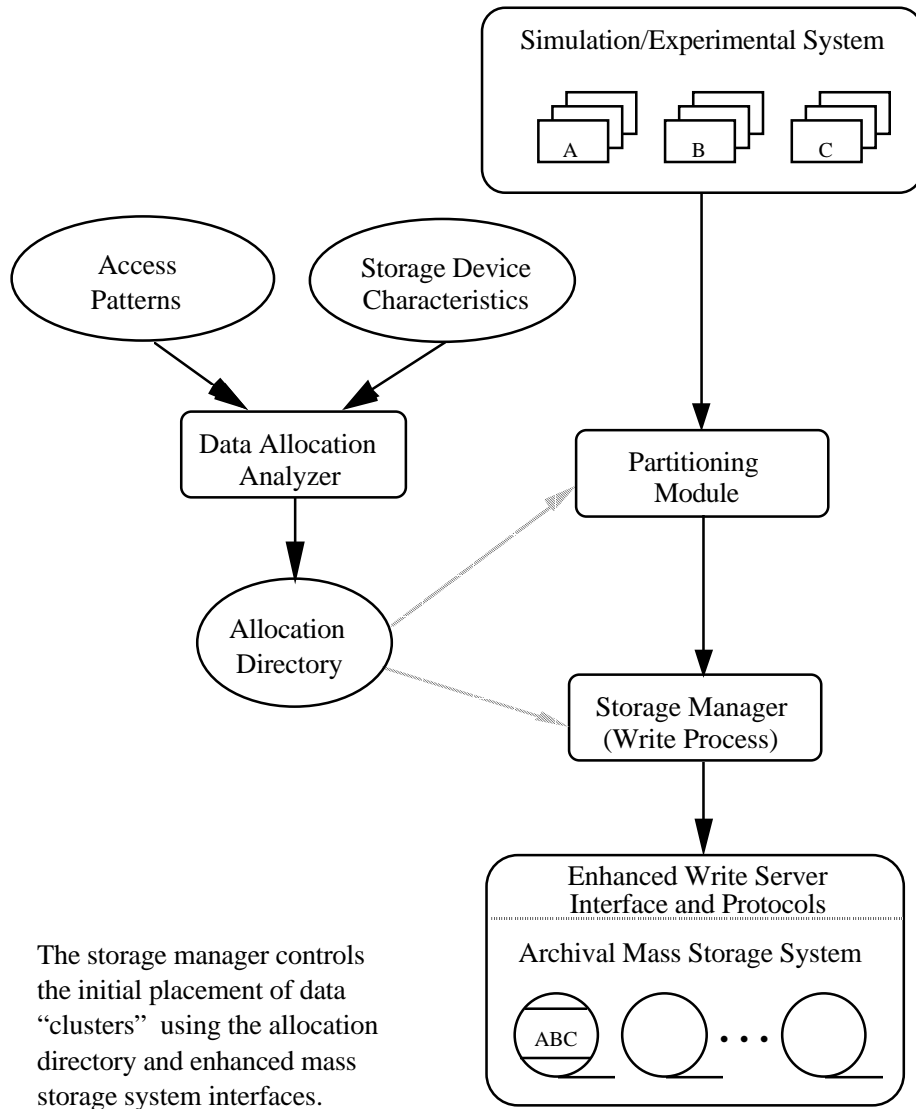 Simulation/Experimental System
A
B
C
Access
Patterns
Storage Device
Characteristics
Data Allocation
Analyzer
Partitioning
Module
Allocation
Directory
Storage Manager
(Write Process)
Enhanced Write Server
Interface and Protocols
Archival Mass Storage System
ABC
The storage manager controls
the initial placement of data
“clusters”  using the allocation
directory and enhanced mass
storage system interfaces.